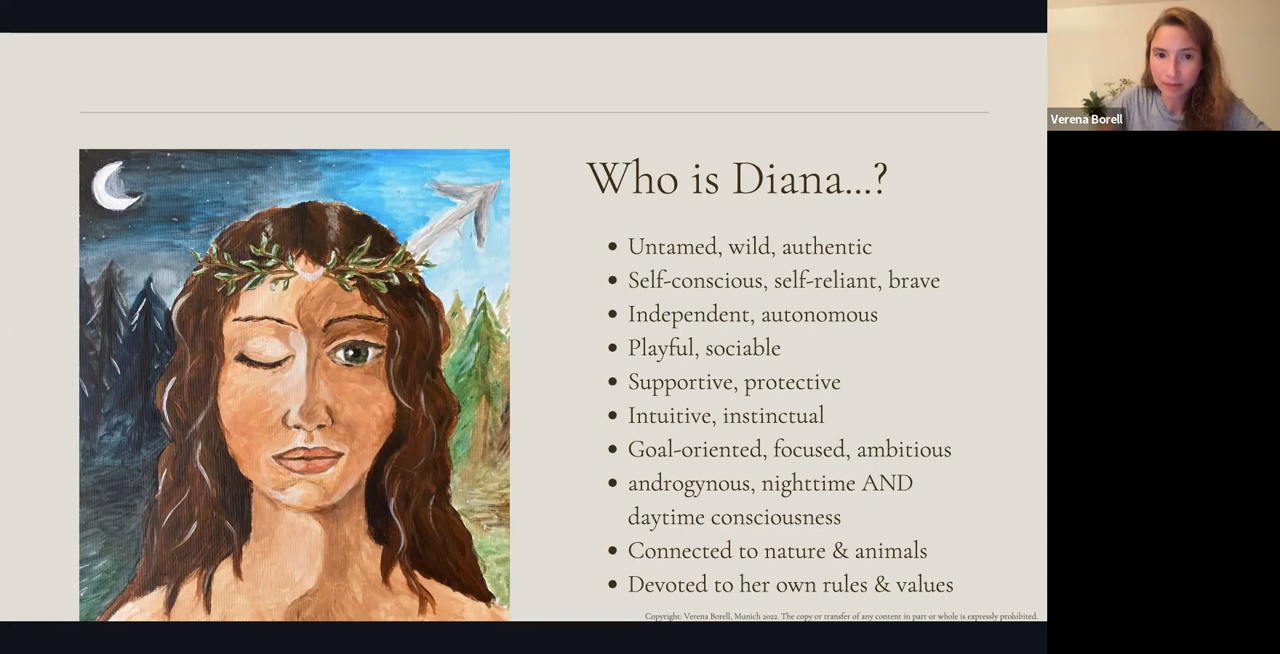 Who is Diana...?
Untamed, wild, authentic
Self-conscious, self-reliant, brave
Independent, autonomous
Playful, sociable
Supportive, protective
Intuitive, instinctual
Goal-oriented, focused, ambitious
androgynous, nighttime AND
daytime consciousness
Connected to nature & animals
Devoted to her own rules & values
Copyright: Verena Borell, Munich 2022. The copy or transfer of any content in part or whole is expressly prohibited.
Verena Borell